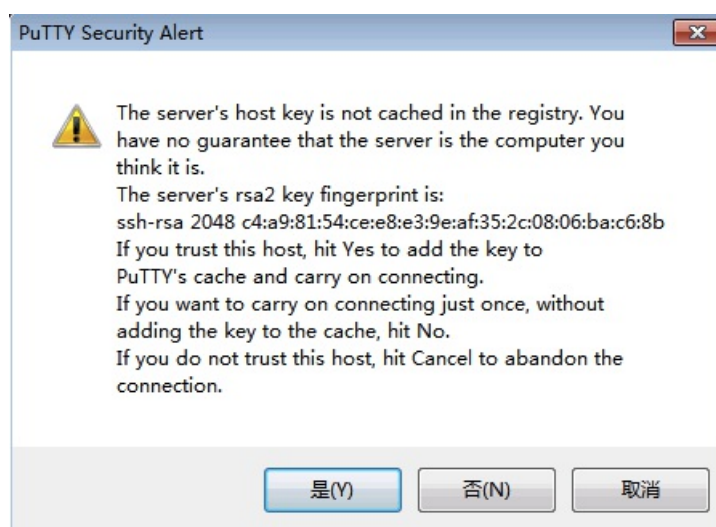 PuTTY Security Alert
The server's host key is not cached in the registry. You
have no guarantee that the server is the computer you
think it is.
The server's rsa2 key fingerprint is:
ssh-rsa 2048 c4:a9:81:54:ce:e8:e3:9e:af:35:2c:08:06:ba:c6:8b
If you trust this host, hit Yes to add the key to
PuTTY's cache and carry on connecting.
If you want to carry on connecting just once, without
adding the key to the cache, hit No.
If you do not trust this host, hit Cancel to abandon the
connection.
是(Y) 否(N) 取消